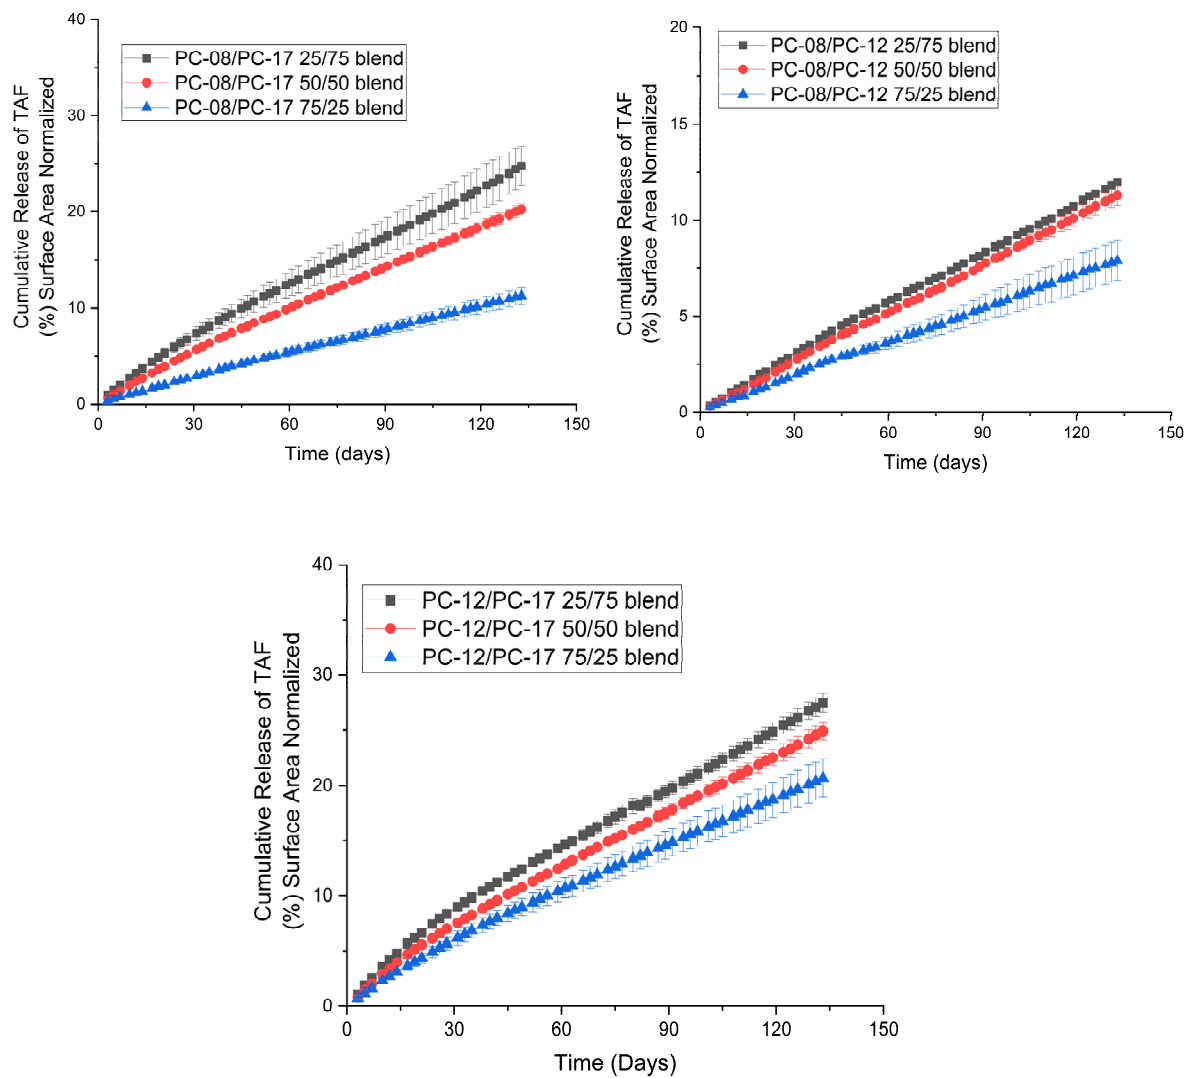 Cumulative Release of TAF
(%) Surface Area Normalized
40
30
20
10
0
PC-08/PC-17 25/75 blend
PC-08/PC-17 50/50 blend
PC-08/PC-17 75/25 blend
0 30 60 90 120 150
Time (days)
Cumulative Release of TAF
(%) Surface Area Normalized
20
15
10
5
0
PC-08/PC-12 25/75 blend
PC-08/PC-12 50/50 blend
PC-08/PC-12 75/25 blend
0 30 60 90 120 150
Time (days)
Cumulative Release of TAF
(%) Surface Area Normalized
40
30
20
10
0
PC-12/PC-17 25/75 blend
PC-12/PC-17 50/50 blend
PC-12/PC-17 75/25 blend
0 30 60 90 120 150
Time (Days)